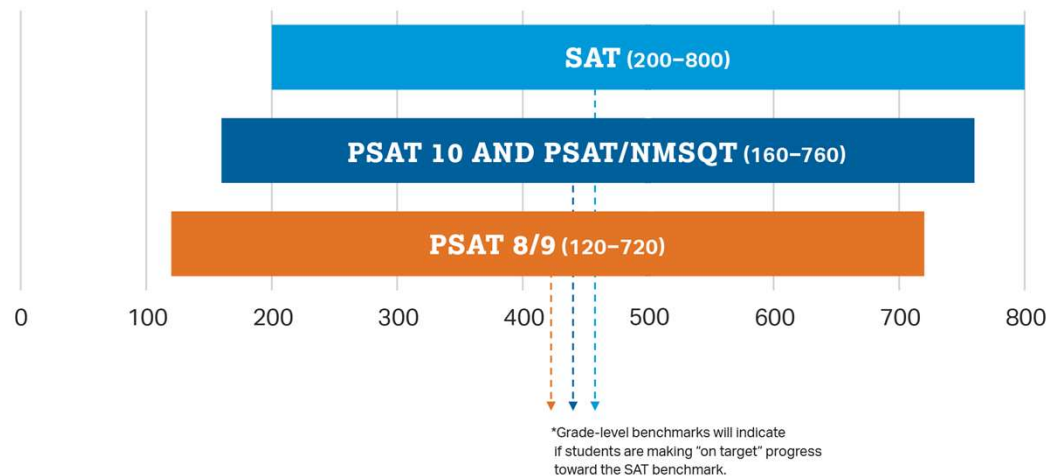 SAT (200–800)
PSAT 10 AND PSAT/NMSQT (160–760)
PSAT 8/9 (120–720)
0 100 200 300 400 500 600 700 800
*Grade-level benchmarks will indicate
if students are making "on target" progress
toward the SAT benchmark.